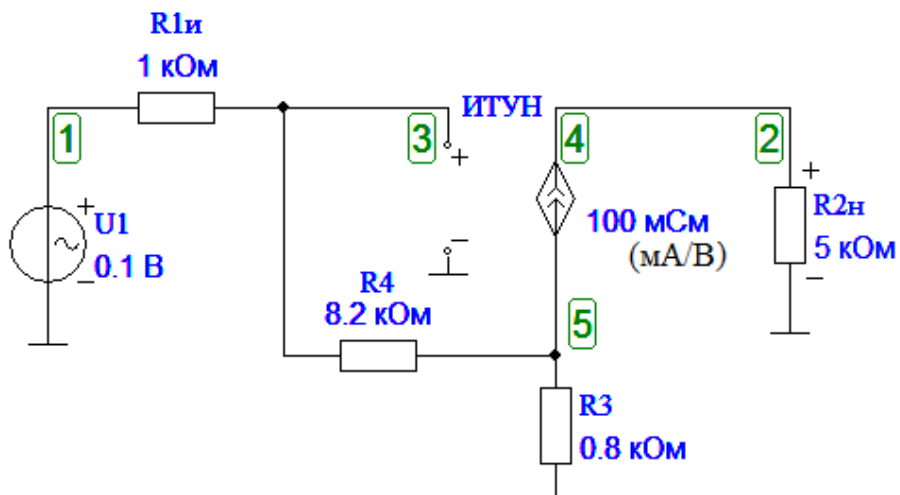 R1и
1 кОм
1
3
ИТУН
4
2
+
+
+
U1
0.1 В
−
−
100 мСм
(мА/В)
R2н
5 кОм
−
R4
8.2 кОм
5
R3
0.8 кОм